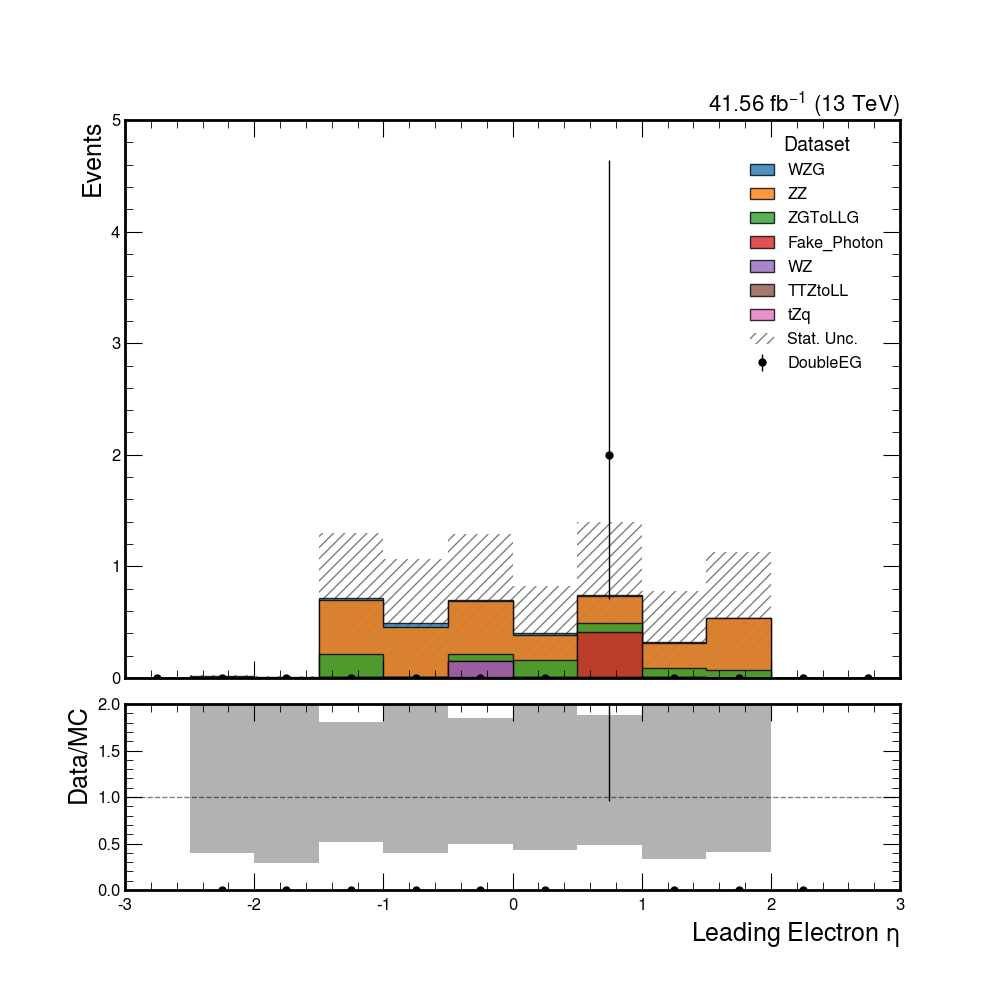 41.56 fb⁻¹ (13 TeV)
Events
5
4
3
2
1
0
Dataset
WZG
ZZ
ZGToLLG
Fake_Photon
WZ
TTZtoLL
tZq
Stat. Unc.
DoubleEG
Data/MC
2.0
1.5
1.0
0.5
0.0
-3 -2 -1 0 1 2 3
Leading Electron η